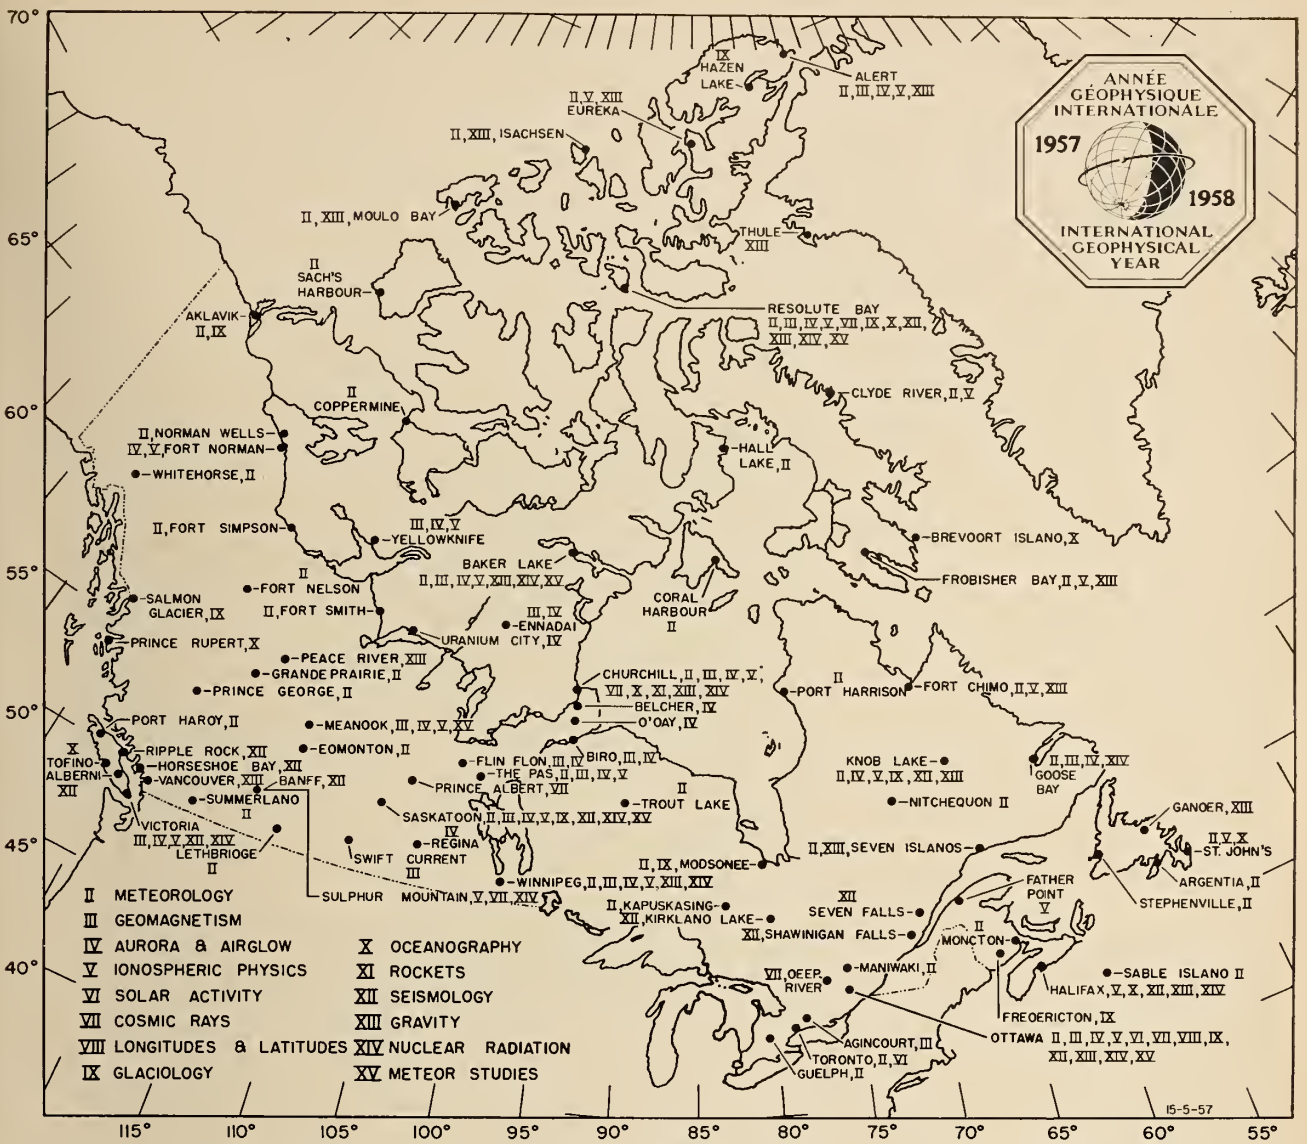 70°
65°
60°
55°
50°
45°
40°
115°
110°
105°
100°
95°
90°
85°
80°
75°
70°
65°
60°
55°
ANNÉE
GÉOPHYSIQUE
INTERNATIONALE
1957
1958
INTERNATIONAL
GEOPHYSICAL
YEAR
IX
HAZEN
LAKE
ALERT
II, III, IV, V, XIII
II, V, XIII
EUREKA
II, XIII, ISACHSEN
II, XIII, MOULO BAY
THULE
XIII
II
SACH'S
HARBOUR
AKLAVIK
II, IX
RESOLUTE BAY
II, III, IV, V, VII, IX, X, XII,
XIII, XIV, XV
CLYDE RIVER, II, V
II
COPPERMINE
II, NORMAN WELLS
IV, V, FORT NORMAN
WHITEHORSE, II
HALL
LAKE, II
II, FORT SIMPSON
III, IV, V
YELLOWKNIFE
BREVOORT ISLAND, X
BAKER LAKE
II, III, IV, V, XIII, XIV, XV
FROBISHER BAY, II, V, XIII
II
FORT NELSON
SALMON
GLACIER, IX
II, FORT SMITH
III, IV
ENNADAI
CORAL
HARBOUR
II
PRINCE RUPERT, X
URANIUM CITY, IV
PEACE RIVER, XIII
GRANDE PRAIRIE, II
PRINCE GEORGE, II
CHURCHILL, II, III, IV, V,
VII, X, XI, XIII, XIV
BELCHER, IV
O'OAY, IV
BIRO, III, IV
II
PORT HARRISON
FORT CHIMO, II, V, XIII
PORT HAROY, II
MEANOOK, III, IV, V, XV
EOMONTON, II
X
TOFINO
ALBERNI
XII
RIPPLE ROCK, XII
HORSESHOE BAY, XII
VANCOUVER, XIII
BANFF, XII
SUMMERLANO
II
FLIN FLON, III, IV
THE PAS, II, III, IV, V
PRINCE ALBERT, VII
II
TROUT LAKE
KNOB LAKE
II, IV, V, IX, XII, XIII
II, III, IV, XIV
GOOSE
BAY
NITCHEQUON II
GANOER, XIII
SASKATOON II, III, IV, V, IX, XII, XIV, XV
VICTORIA
III, IV, V, XII, XIV
LETHBRIOGE
II
IV
REGINA
SWIFT CURRENT
III
II, V, X
ST. JOHN'S
II, XIII, SEVEN ISLANOS
ARGENTIA, II
II, IX, MODSONEE
WINNIPEG, II, III, IV, V, XIII, XIV
SULPHUR MOUNTAIN, V, VII, XIV
FATHER
POINT
V
STEPHENVILLE, II
II, KAPUSKASING
XII, KIRKLANO LAKE
XII
SEVEN FALLS
XII, SHAWINIGAN FALLS
II
MONCTON
VII, OEEP
RIVER
MANIWAKI, II
SABLE ISLANO II
HALIFAX, V, X, XII, XIII, XIV
FREOERICTON, IX
OTTAWA II, III, IV, V, VI, VII, VIII, IX,
XII, XIII, XIV, XV
AGINCOURT, III
TORONTO, II, VI
GUELPH, II
II METEOROLOGY
III GEOMAGNETISM
IV AURORA & AIRGLOW
V IONOSPHERIC PHYSICS
VI SOLAR ACTIVITY
VII COSMIC RAYS
VIII LONGITUDES & LATITUDES
IX GLACIOLOGY
X OCEANOGRAPHY
XI ROCKETS
XII SEISMOLOGY
XIII GRAVITY
XIV NUCLEAR RADIATION
XV METEOR STUDIES
15-5-57